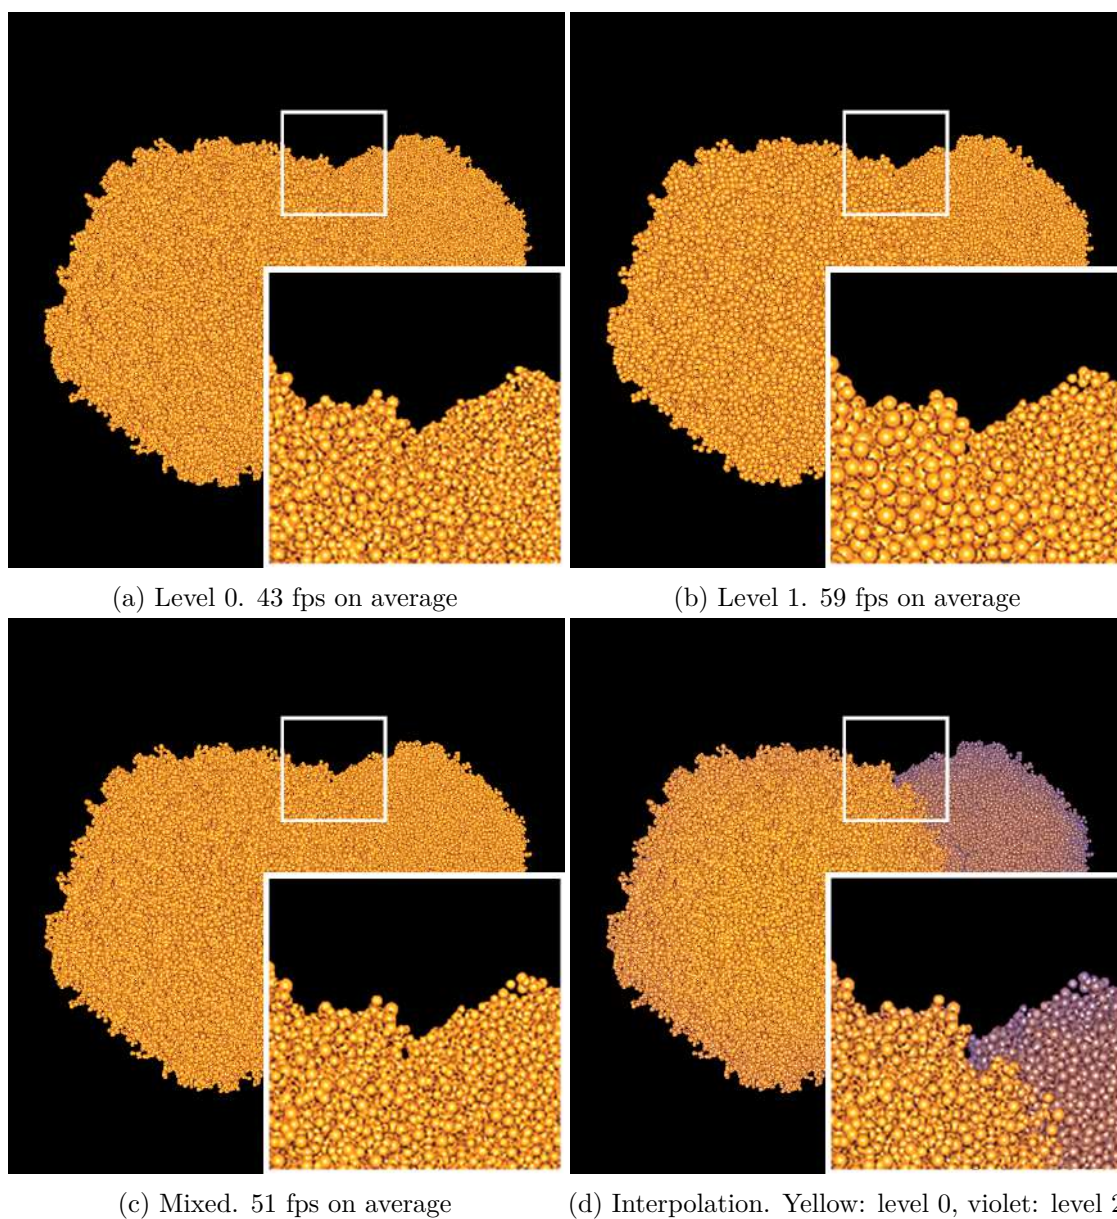 (a) Level 0. 43 fps on average
(b) Level 1. 59 fps on average
(c) Mixed. 51 fps on average
(d) Interpolation. Yellow: level 0, violet: level 2